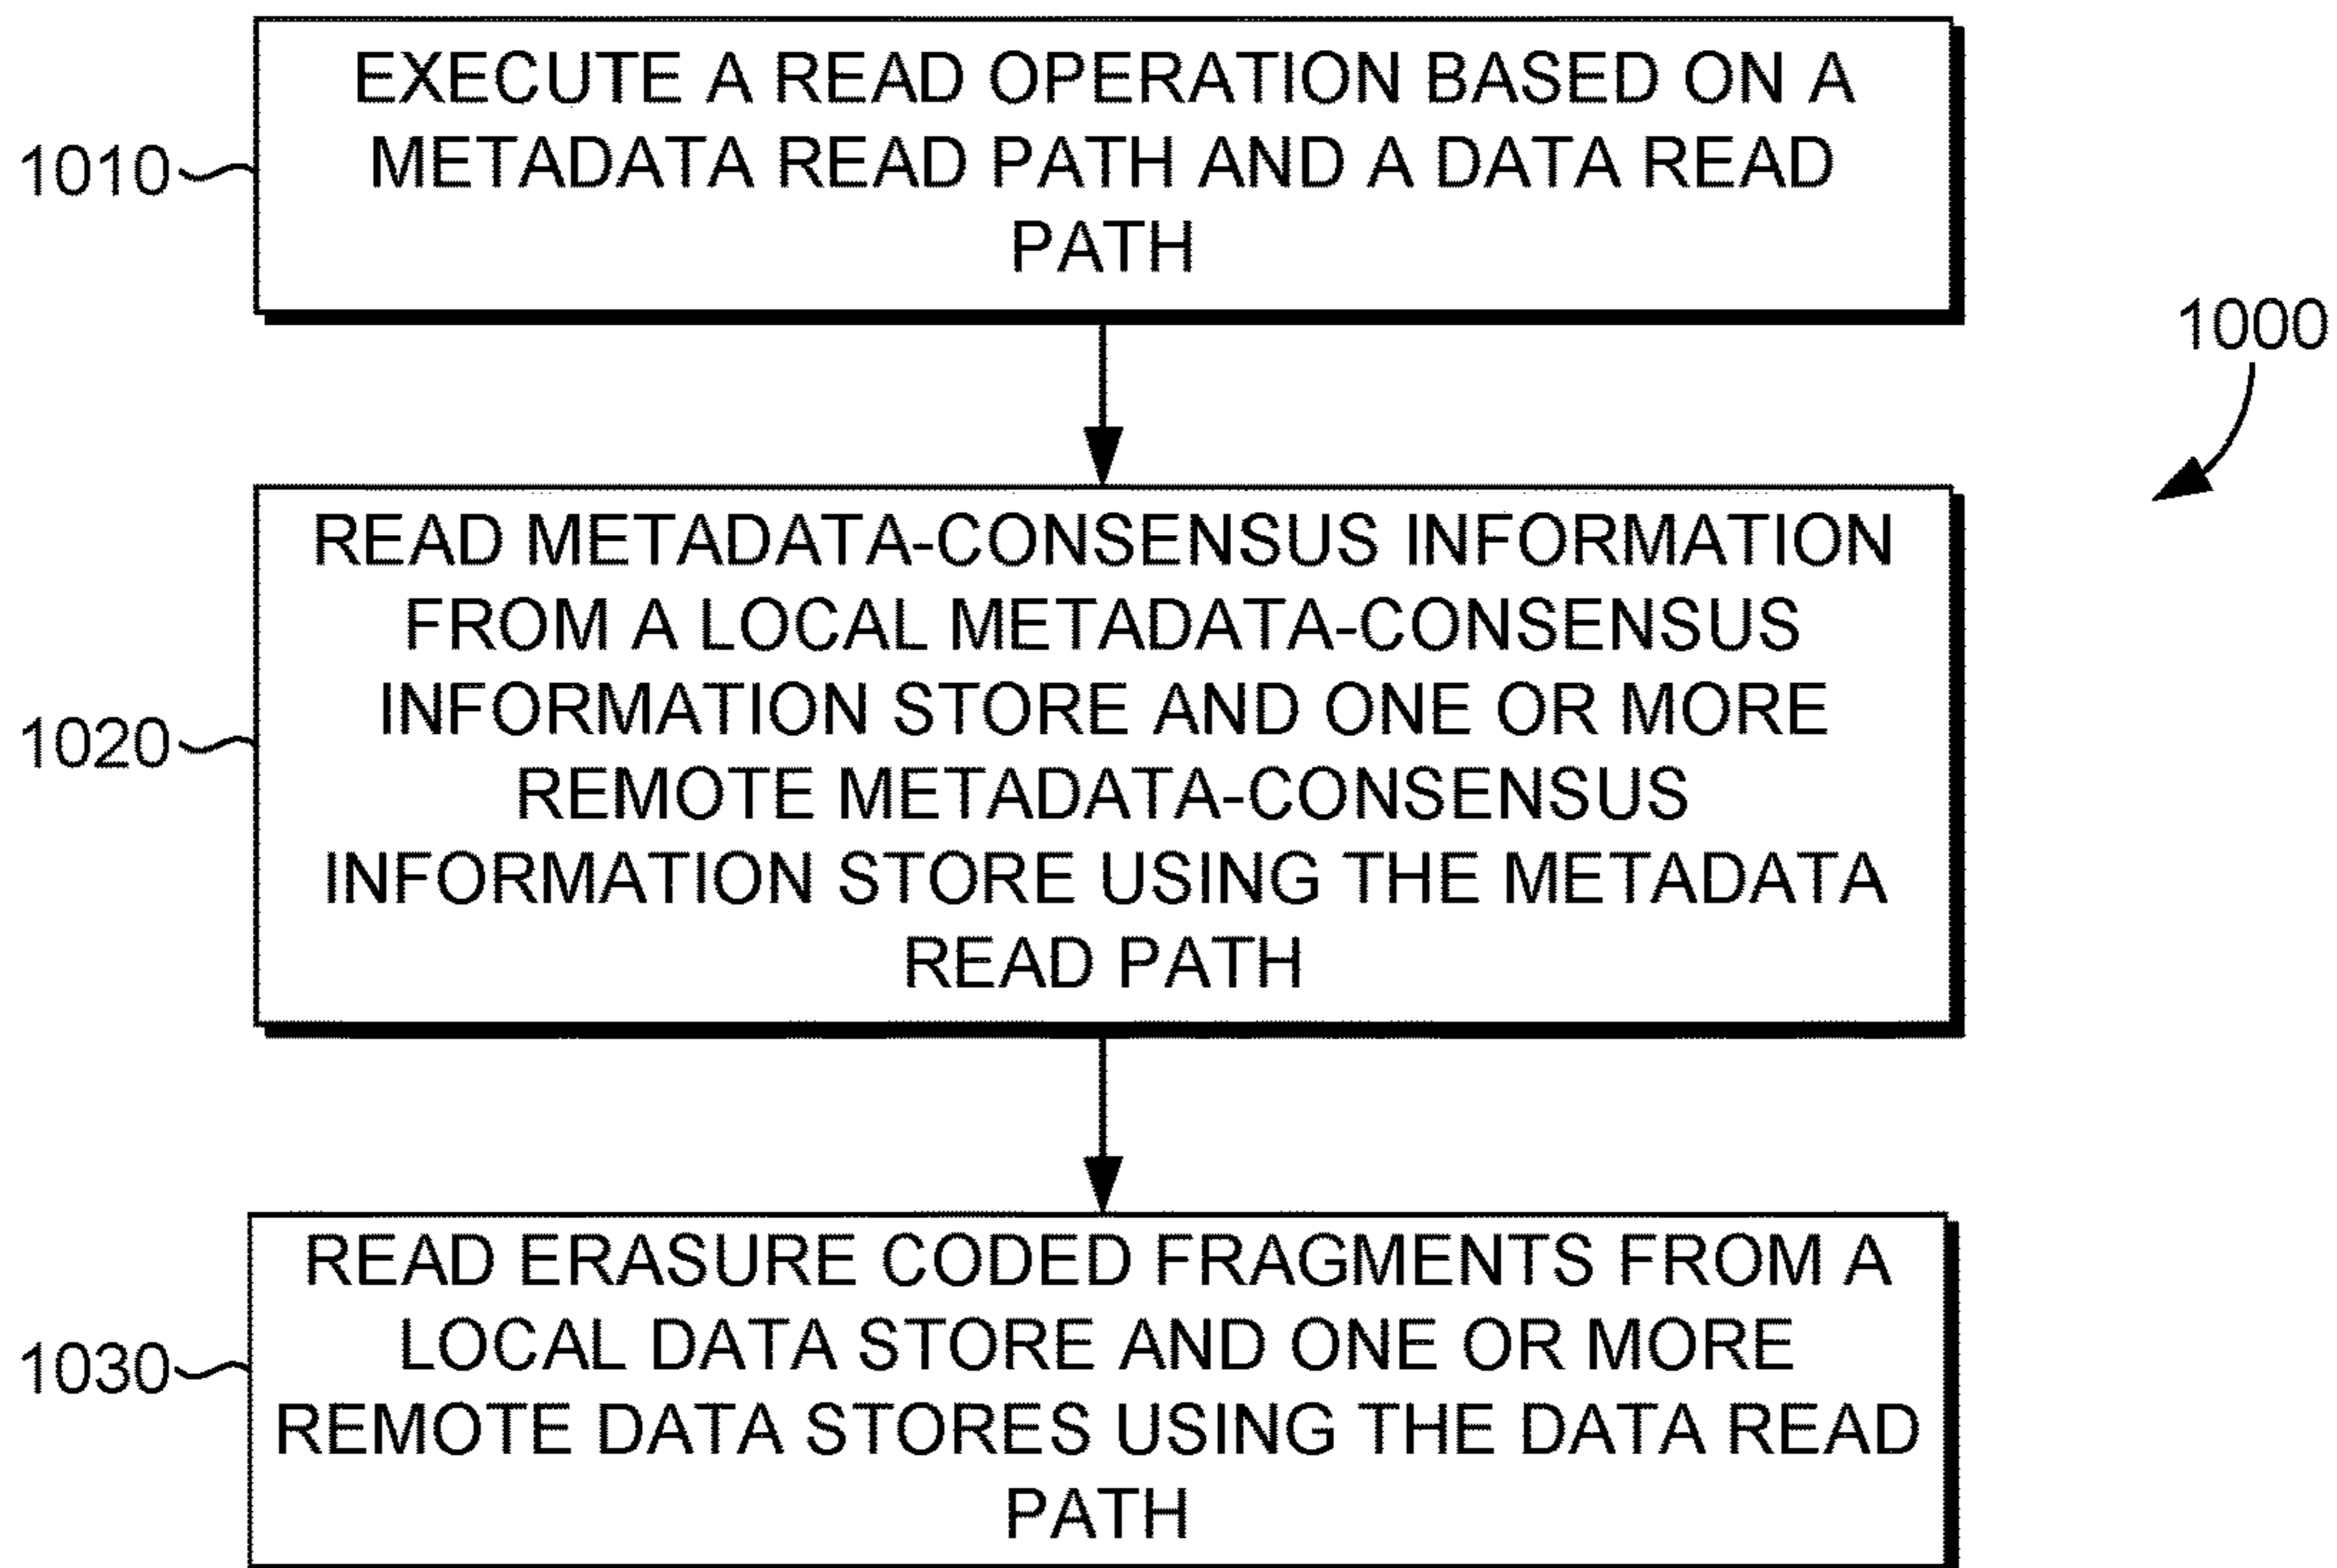 EXECUTE A READ OPERATION BASED ON A
METADATA READ PATH AND A DATA READ
PATH
1010
1000
READ METADATA-CONSENSUS INFORMATION
FROM A LOCAL METADATA-CONSENSUS
INFORMATION STORE AND ONE OR MORE
REMOTE METADATA-CONSENSUS
INFORMATION STORE USING THE METADATA
READ PATH
1020
READ ERASURE CODED FRAGMENTS FROM A
LOCAL DATA STORE AND ONE OR MORE
REMOTE DATA STORES USING THE DATA READ
PATH
1030